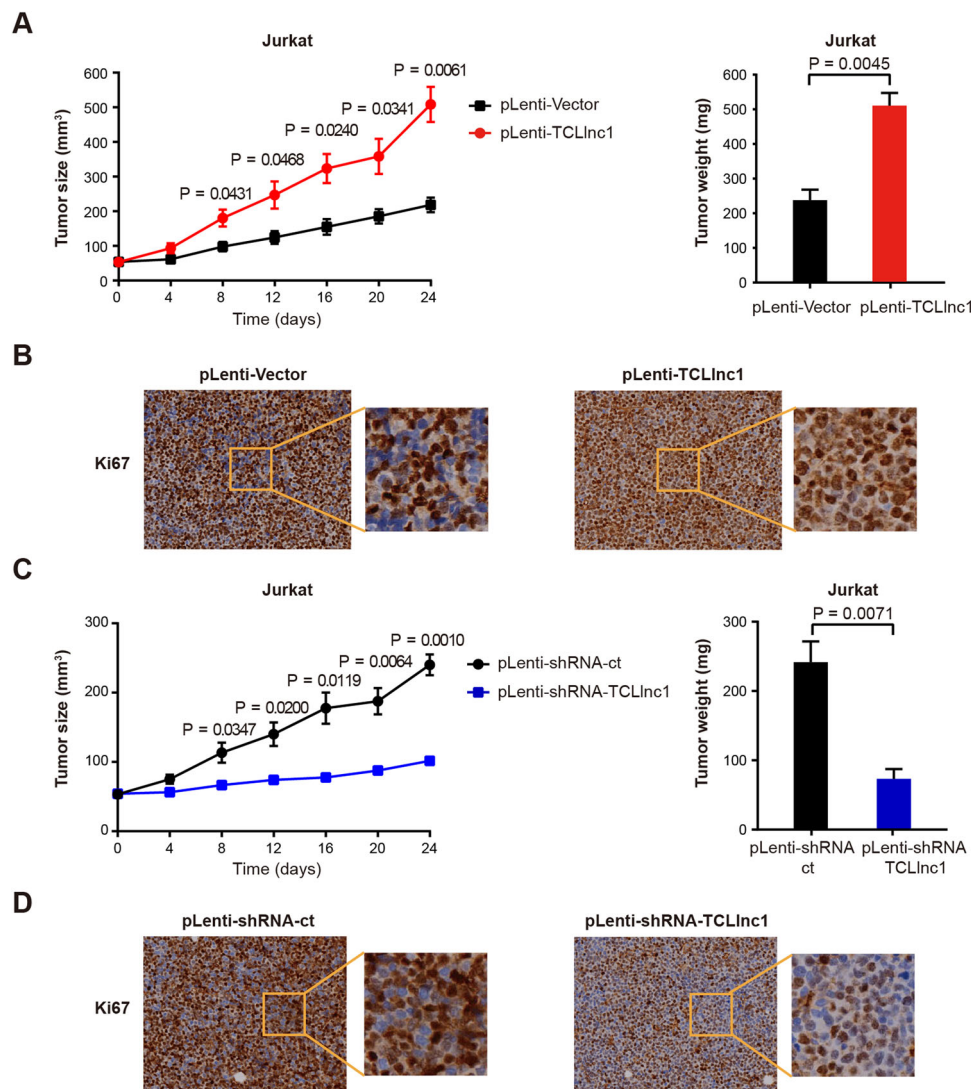 A
Jurkat
Tumor size (mm³)
600
500
400
300
200
100
0
0 4 8 12 16 20 24
Time (days)
P = 0.0431
P = 0.0468
P = 0.0240
P = 0.0341
P = 0.0061
pLenti-Vector
pLenti-TCLlnc1
Jurkat
P = 0.0045
Tumor weight (mg)
600
500
400
300
200
100
0
pLenti-Vector pLenti-TCLlnc1
B
pLenti-Vector
pLenti-TCLlnc1
Ki67
C
Jurkat
Tumor size (mm³)
300
200
100
0
0 4 8 12 16 20 24
Time (days)
P = 0.0347
P = 0.0200
P = 0.0119
P = 0.0064
P = 0.0010
pLenti-shRNA-ct
pLenti-shRNA-TCLlnc1
Jurkat
P = 0.0071
Tumor weight (mg)
300
200
100
0
pLenti-shRNA
ct
pLenti-shRNA
TCLlnc1
D
pLenti-shRNA-ct
pLenti-shRNA-TCLlnc1
Ki67